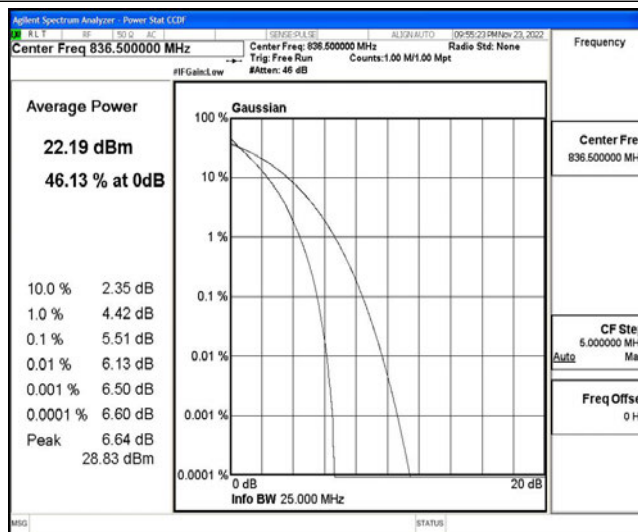 Agilent Spectrum Analyzer - Power Stat CCDF
RLT RF 50 Ω AC SENSE:PULSE ALIGN AUTO 09:55:23 PM Nov 23, 2022
Center Freq 836.500000 MHz
Center Freq: 836.500000 MHz Radio Std: None
Trig: Free Run Counts:1.00 M/1.00 Mpt
#IFGain:Low #Atten: 46 dB
Frequency
Average Power
22.19 dBm
46.13 % at 0dB
10.0 % 2.35 dB
1.0 % 4.42 dB
0.1 % 5.51 dB
0.01 % 6.13 dB
0.001 % 6.50 dB
0.0001 % 6.60 dB
Peak 6.64 dB
28.83 dBm
Gaussian
100 %
10 %
1 %
0.1 %
0.01 %
0.001 %
0.0001 %
0 dB 20 dB
Info BW 25.000 MHz
Center Fre
836.500000 MH
CF Ste
5.000000 MH
Auto Ma
Freq Offse
0 H
MSG STATUS